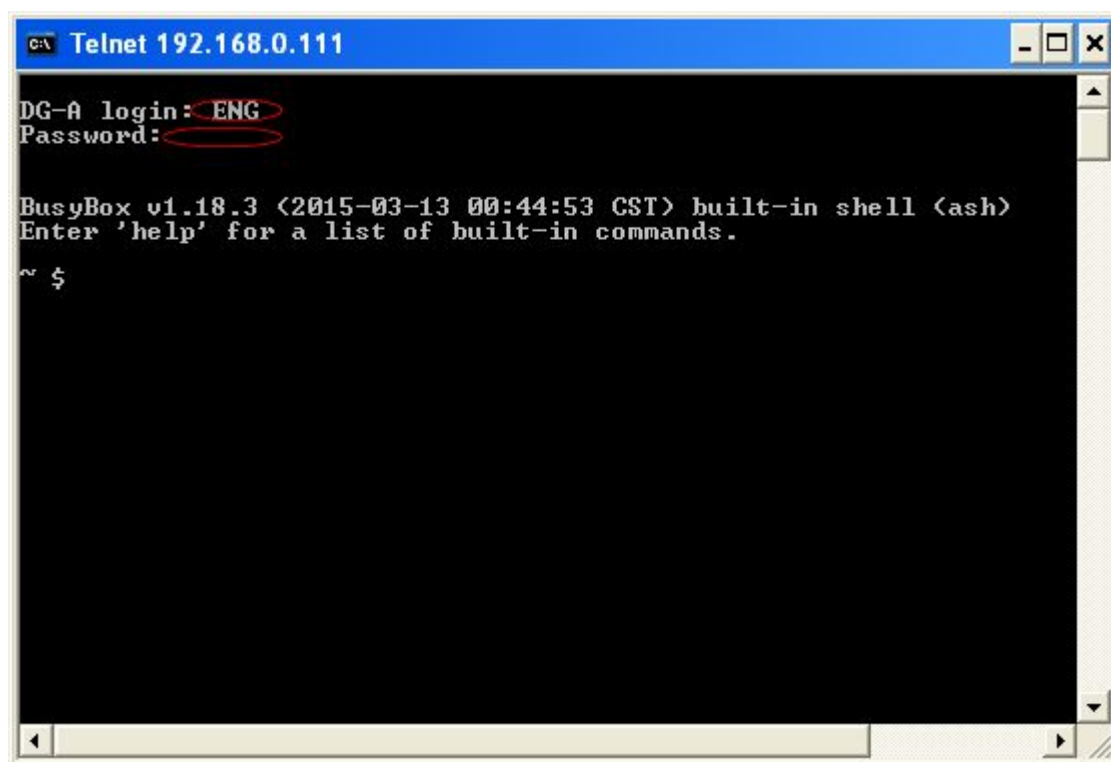 Telnet 192.168.0.111
DG-A login: ENG
Password:
BusyBox v1.18.3 (2015-03-13 00:44:53 CST) built-in shell (ash)
Enter 'help' for a list of built-in commands.
~ $